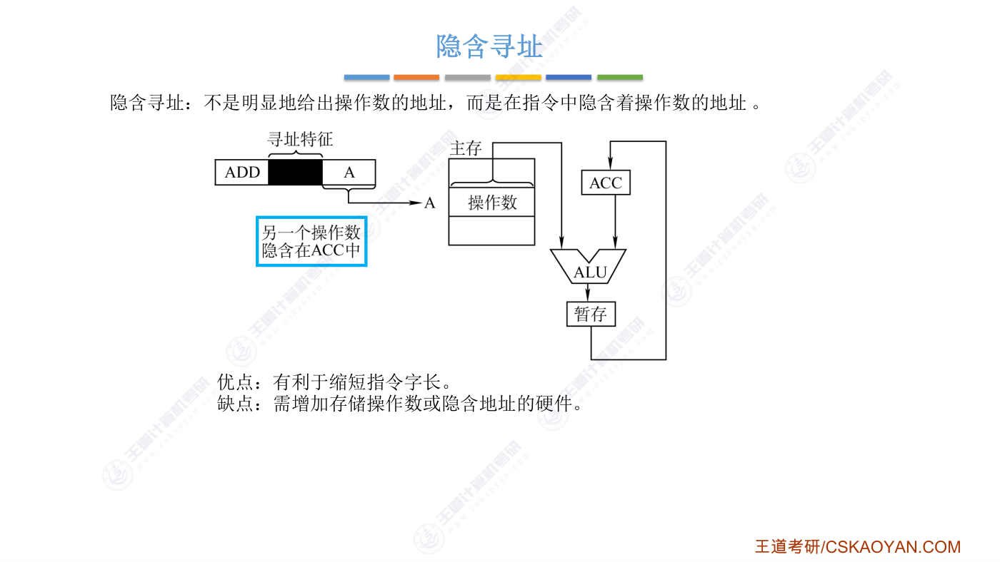 隐含寻址
隐含寻址：不是明显地给出操作数的地址，而是在指令中隐含着操作数的地址 。
寻址特征
主存
ADD
A
ACC
A
操作数
另一个操作数
隐含在ACC中
ALU
暂存
优点：有利于缩短指令字长。
缺点：需增加存储操作数或隐含地址的硬件。
王道考研/CSKAOYAN.COM